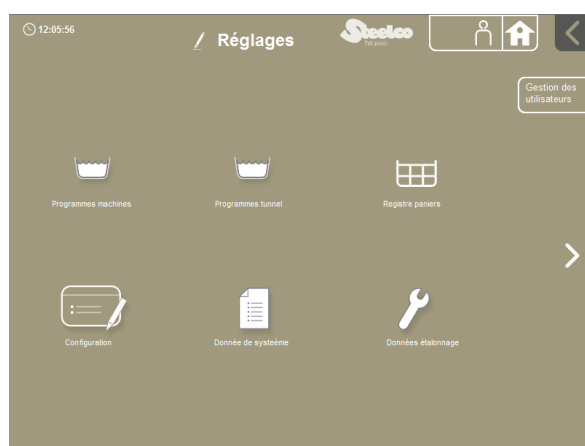 12:05:56
Réglages
Steelco
Gestion des
utilisateurs
Programmes machines
Programmes tunnel
Registre paniers
Configuration
Donnée de systeème
Données étalonnage